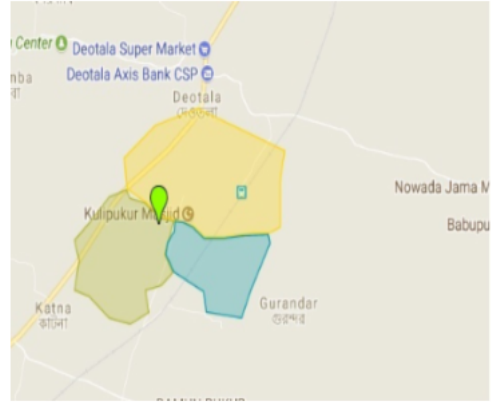 Center
Deotala Super Market
Deotala Axis Bank CSP
Deotala
দেওতলা
Kulipukur Masjid
Nowada Jama M
Babupu
Katna
কাটনা
Gurandar
গুরন্দর